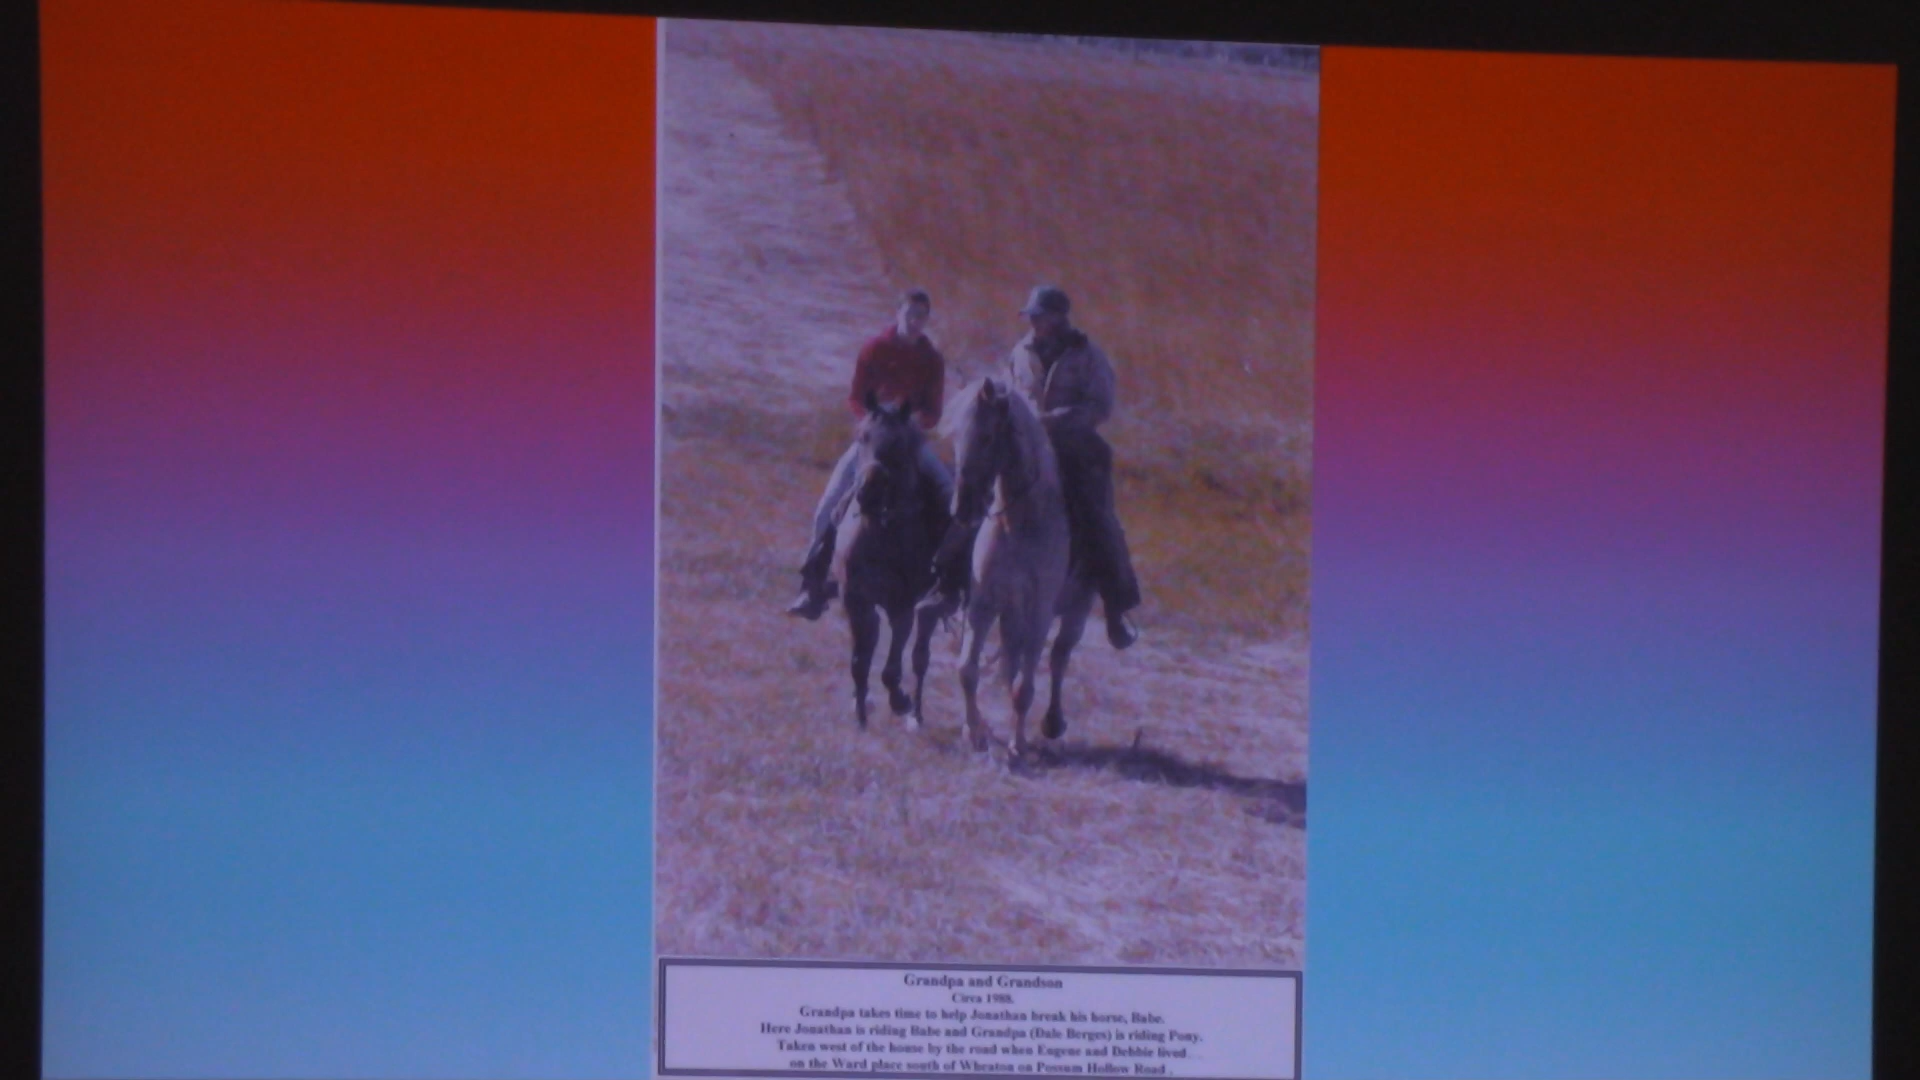 Grandpa and Grandson
Circa 1988.
Grandpa takes time to help Jonathan break his horse, Babe.
Here Jonathan is riding Babe and Grandpa (Dale Berges) is riding Pony.
Taken west of the house by the road when Eugene and Debbie lived
on the Ward place south of Wheaton on Possum Hollow Road .